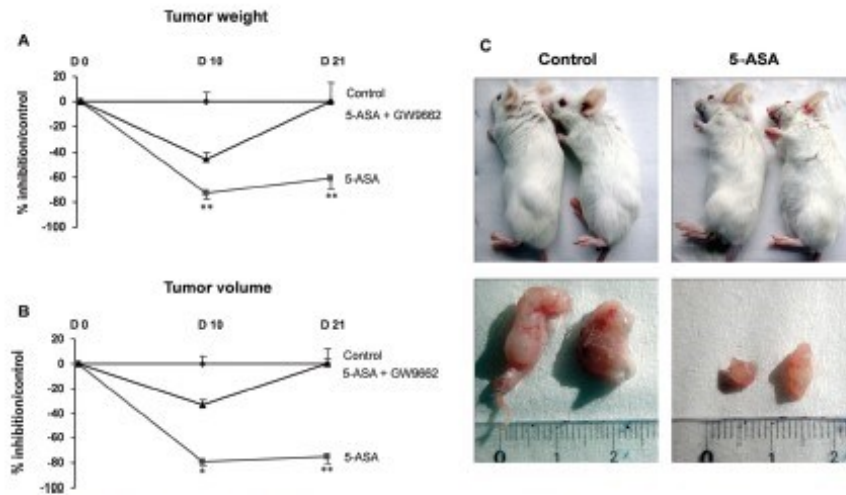 Tumor weight
A
D 0 D 10 D 21
20
0
-20
-40
-60
-80
-100
% inhibition/control
Control
5-ASA + GW9662
5-ASA
**
**
Tumor volume
B
D 0 D 10 D 21
20
0
-20
-40
-60
-80
-100
% inhibition/control
Control
5-ASA + GW9662
5-ASA
*
**
C
Control 5-ASA
0 1 2
0 1 2